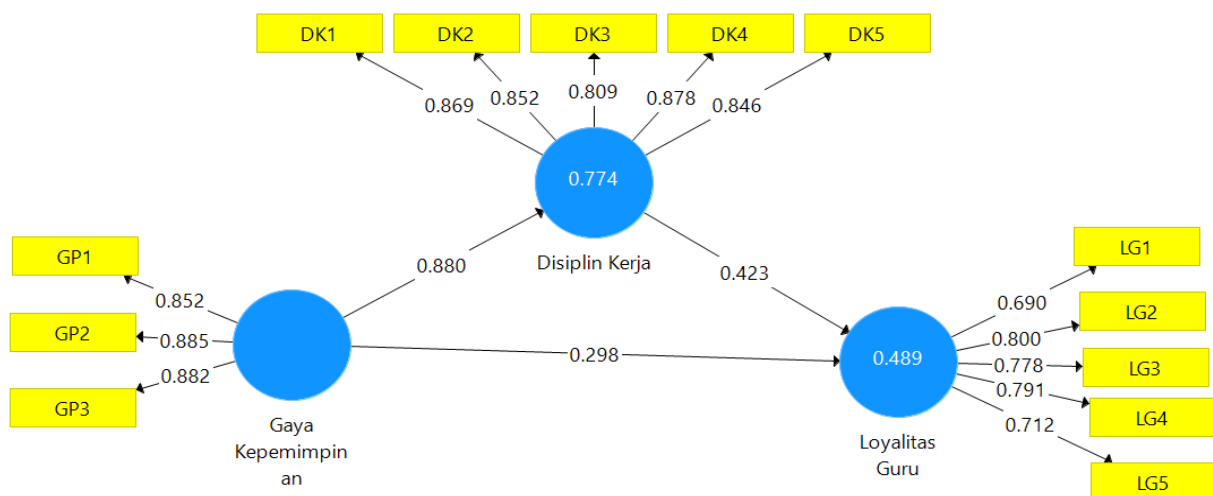 DK1 DK2 DK3 DK4 DK5
0.869 0.852 0.809 0.878 0.846
0.774
Disiplin Kerja
GP1
GP2
GP3
0.852
0.885
0.882
Gaya
Kepemimpin
an
0.880
0.423
0.298
0.489
Loyalitas
Guru
0.690
0.800
0.778
0.791
0.712
LG1
LG2
LG3
LG4
LG5